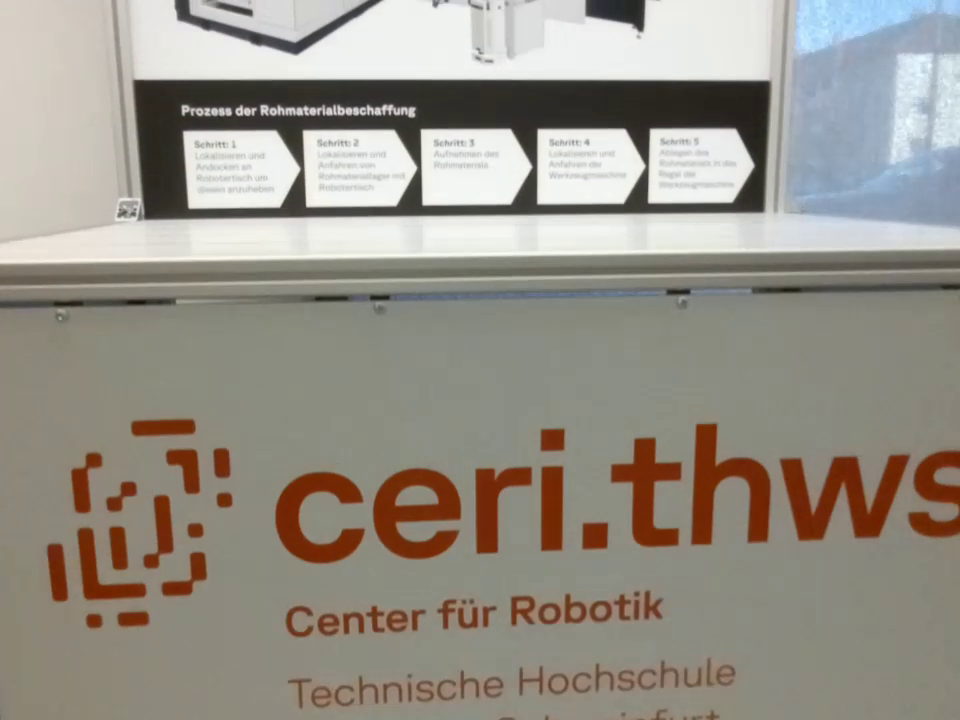 Prozess der Rohmaterialbeschaffung
Schritt: 1
Lokalisieren und
Andocken an
Robotertisch um
diesen anzuheben
Schritt: 2
Lokalisieren und
Anfahren von
Rohmateriallager mit
Robotertisch
Schritt: 3
Aufnehmen des
Rohmaterials
Schritt: 4
Lokalisieren und
Anfahren der
Werkzeugmaschine
Schritt: 5
Ablegen des
Rohmaterials in das
Regal der
Werkzeugmaschine
ceri.thws
Center für Robotik
Technische Hochschule